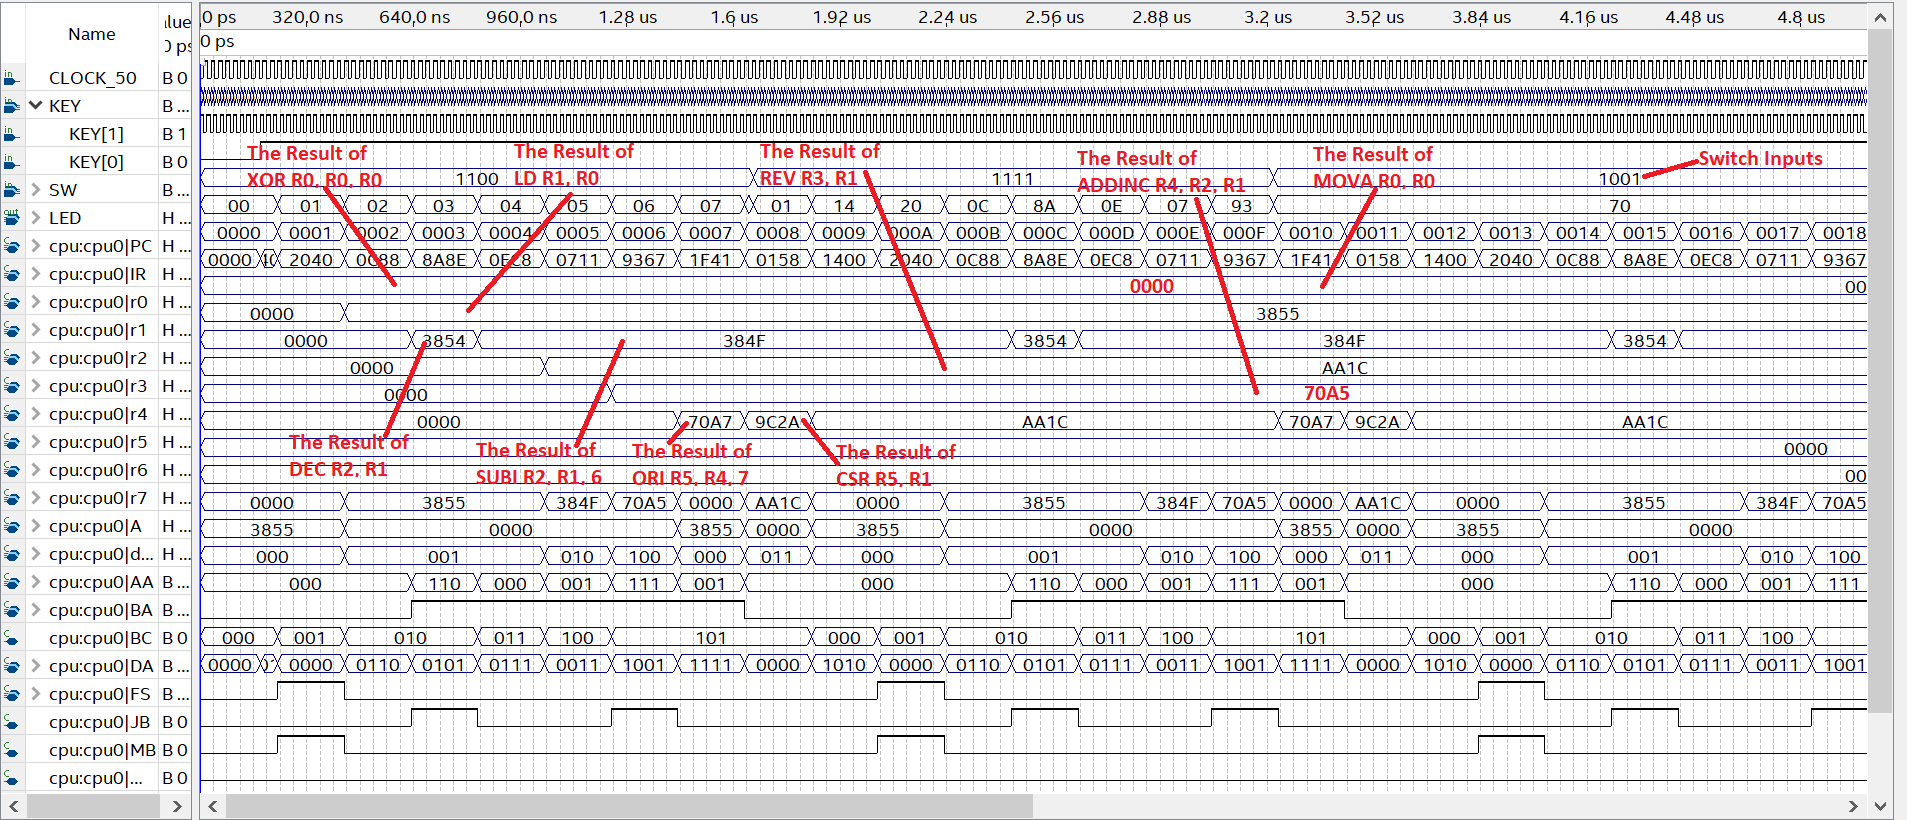 Name
alue
0 ps
0 ps 320,0 ns 640,0 ns 960,0 ns 1.28 us 1.6 us 1.92 us 2.24 us 2.56 us 2.88 us 3.2 us 3.52 us 3.84 us 4.16 us 4.48 us 4.8 us
0 ps
CLOCK_50 B 0
KEY B ...
KEY[1] B 1
KEY[0] B 0
The Result of
XOR R0, R0, R0
The Result of
LD R1, R0
The Result of
REV R3, R1
The Result of
ADDINC R4, R2, R1
The Result of
MOVA R0, R0
Switch Inputs
SW B ... 1100 1111 1001
LED H ... 00 01 02 03 04 05 06 07 01 14 20 0C 8A 0E 07 93 70
cpu:cpu0|PC H ... 0000 0001 0002 0003 0004 0005 0006 0007 0008 0009 000A 000B 000C 000D 000E 000F 0010 0011 0012 0013 0014 0015 0016 0017 0018
cpu:cpu0|IR H ... 0000 2040 0C88 8A8E 0EC8 0711 9367 1F41 0158 1400 2040 0C88 8A8E 0EC8 0711 9367 1F41 0158 1400 2040 0C88 8A8E 0EC8 0711 9367
cpu:cpu0|r0 H ... 0000 00
cpu:cpu0|r1 H ... 0000 3855
cpu:cpu0|r2 H ... 0000 3854 384F 3854 384F 3854
cpu:cpu0|r3 H ... 0000 AA1C
cpu:cpu0|r4 H ... 0000 70A5
cpu:cpu0|r5 H ... 0000 70A7 9C2A AA1C 70A7 9C2A AA1C
cpu:cpu0|r6 H ... 0000
cpu:cpu0|r7 H ... 00
The Result of
DEC R2, R1
The Result of
SUBI R2, R1, 6
The Result of
ORI R5, R4, 7
The Result of
CSR R5, R1
cpu:cpu0|A H ... 0000 3855 384F 70A5 0000 AA1C 0000 3855 384F 70A5 0000 AA1C 0000 3855 384F 70A5
cpu:cpu0|d... H ... 3855 0000 3855 0000 3855 0000 3855 0000 3855 0000
cpu:cpu0|AA B ... 000 001 010 100 000 011 000 001 010 100 000 011 000 001 010 100
cpu:cpu0|BA B ... 000 110 000 001 111 001 000 110 000 001 111 001 000 110 000 001 111
cpu:cpu0|BC B 0
cpu:cpu0|DA B ... 000 001 010 011 100 101 000 001 010 011 100 101 000 001 010 011 100
cpu:cpu0|FS B ... 0000 0000 0110 0101 0111 0011 1001 1111 0000 1010 0000 0110 0101 0111 0011 1001 1111 0000 1010 0000 0110 0101 0111 0011 1001
cpu:cpu0|JB B 0
cpu:cpu0|MB B 0
cpu:cpu0|... B 0